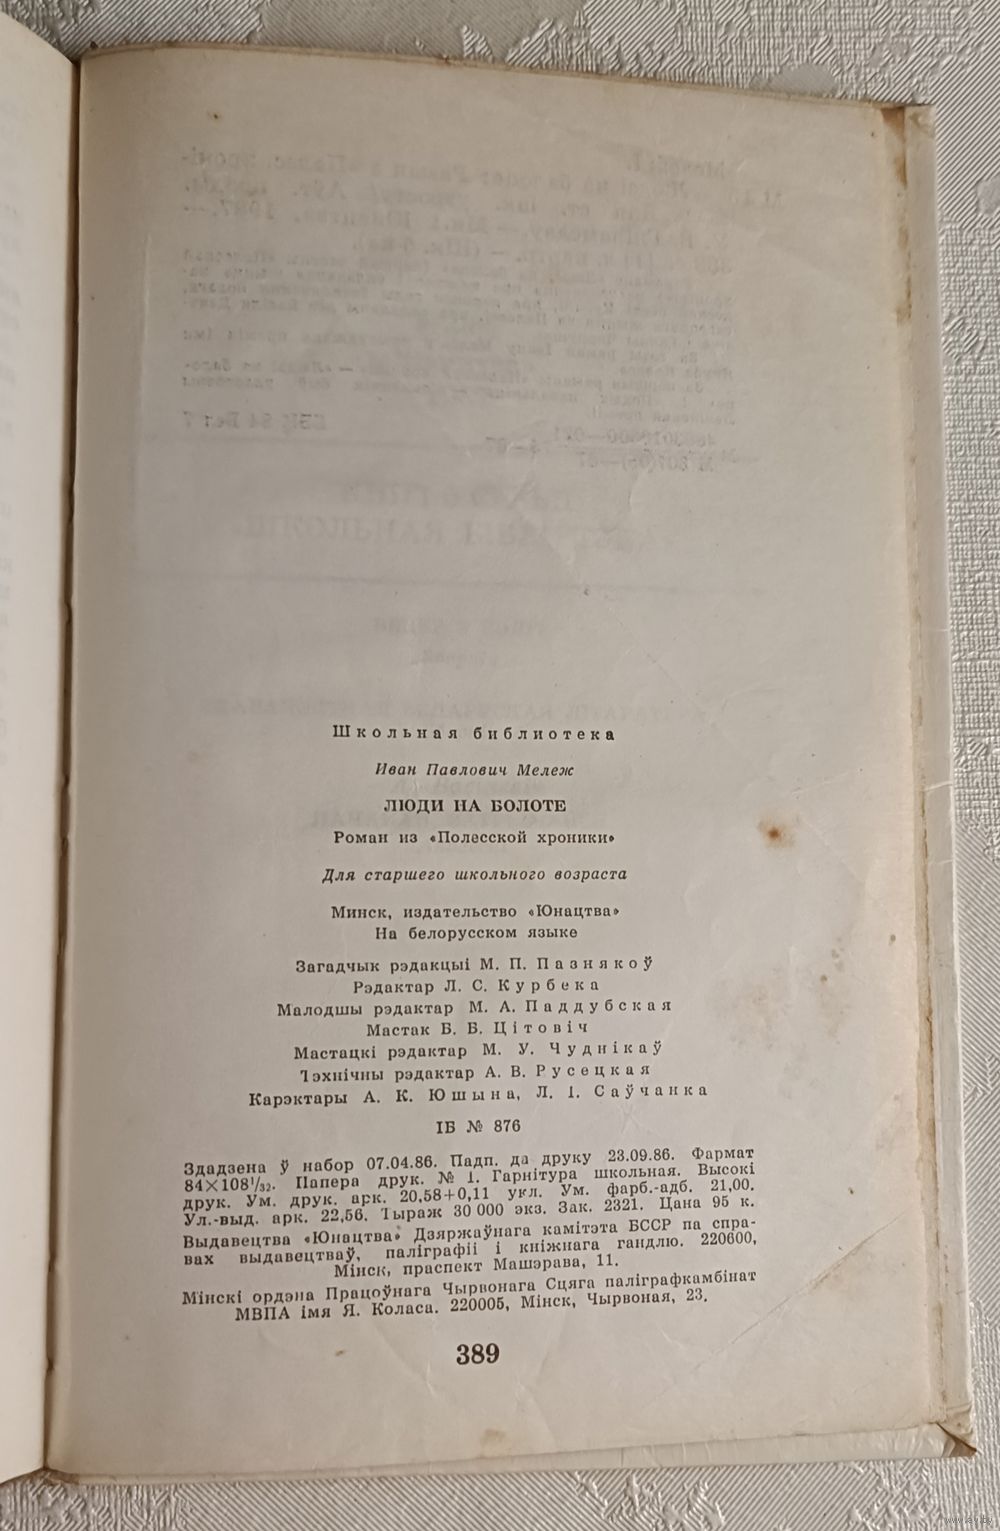 Школьная библиотека
Иван Павлович Мележ
ЛЮДИ НА БОЛОТЕ
Роман из «Полесской хроники»
Для старшего школьного возраста
Минск, издательство «Юнацтва»
На белорусском языке
Загадчык рэдакцыі М. П. Пазнякоў
Рэдактар Л. С. Курбека
Малодшы рэдактар М. А. Паддубская
Мастак Б. Б. Цітовіч
Мастацкі рэдактар М. У. Чуднікаў
Тэхнічны рэдактар А. В. Русецкая
Карэктары А. К. Юшына, Л. І. Саўчанка
ІБ № 876
Здадзена ў набор 07.04.86. Падп. да друку 23.09.86. Фармат
84×108¹/₃₂. Папера друк. № 1. Гарнітура школьная. Высокі
друк. Ум. друк. арк. 20,58+0,11 укл. Ум. фарб.-адб. 21,00.
Ул.-выд. арк. 22,56. Тыраж 30 000 экз. Зак. 2321. Цана 95 к.
Выдавецтва «Юнацтва» Дзяржаўнага камітэта БССР па спра-
вах выдавецтваў, паліграфіі і кніжнага гандлю. 220600,
Мінск, праспект Машэрава, 11.
Мінскі ордэна Працоўнага Чырвонага Сцяга паліграфкамбінат
МВПА імя Я. Коласа. 220005, Мінск, Чырвоная, 23.
389
www.ay.by